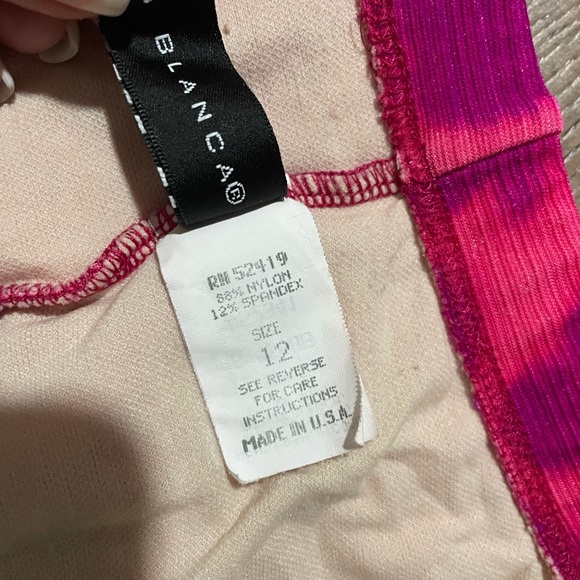 BLANCA®
RN 52419
88% NYLON
12% SPANDEX
SIZE
12
SEE REVERSE
FOR CARE
INSTRUCTIONS
MADE IN U.S.A.